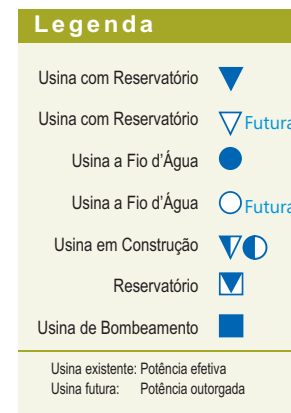 Legenda
Usina com Reservatório
Usina com Reservatório Futura
Usina a Fio d'Água
Usina a Fio d'Água Futura
Usina em Construção
Reservatório
Usina de Bombeamento
Usina existente: Potência efetiva
Usina futura: Potência outorgada